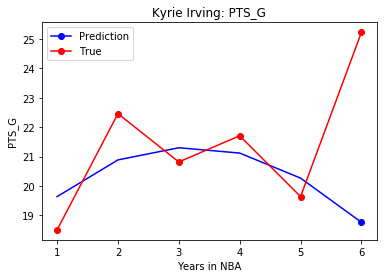 Kyrie Irving: PTS_G
Prediction
True
PTS_G
25
24
23
22
21
20
19
1 2 3 4 5 6
Years in NBA